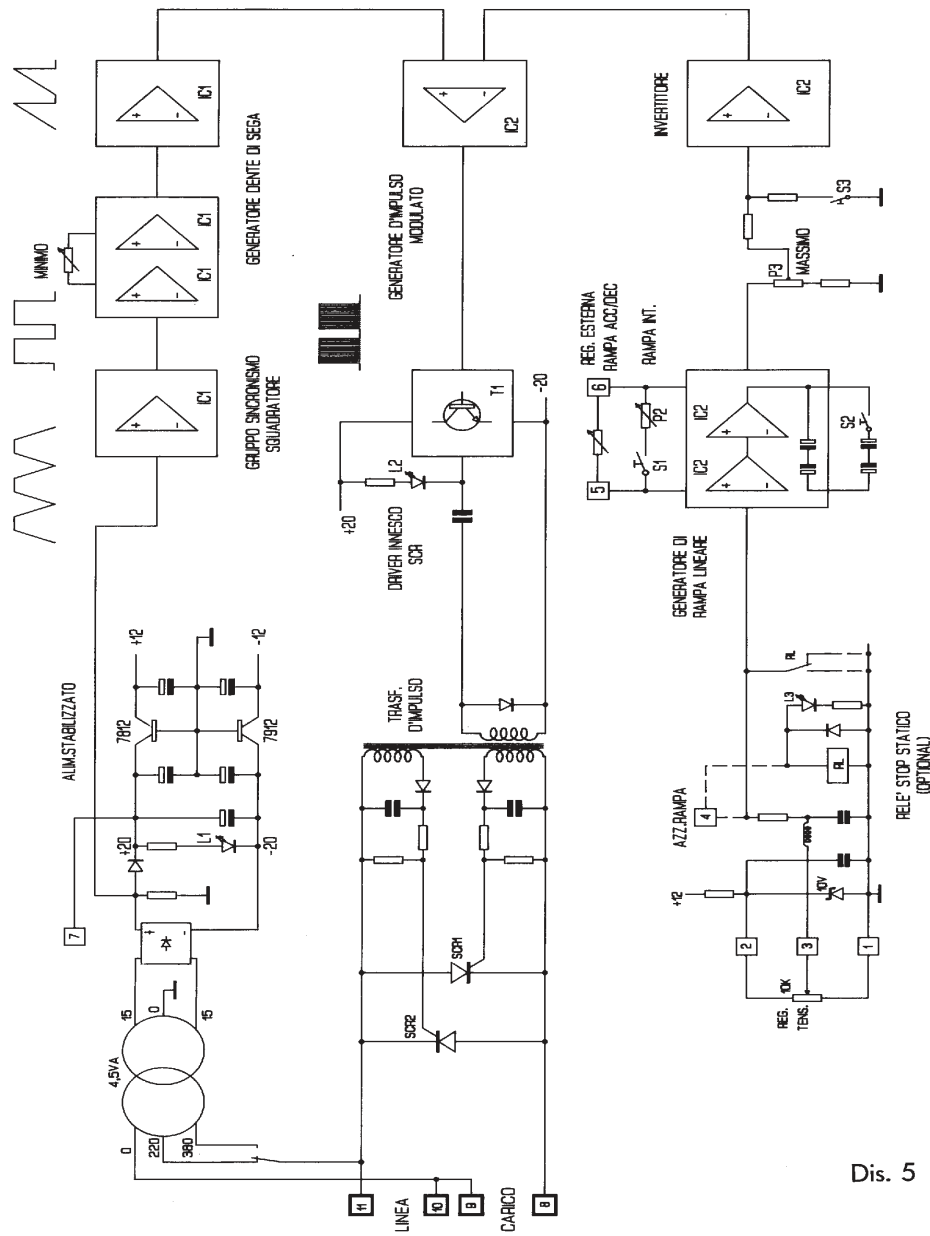 4,5VA
0
220
380
15
0
15
7
+20
-20
L1
ALIM.STABILIZZATO
7812
7912
+12
-12
GRUPPO SINCRONISMO
SQUADRATORE
IC1
MINIMO
IC1
IC1
GENERATORE DENTE DI SEGA
IC1
11
LINEA
10
9
CARICO
8
SCR2
SCR1
TRASF.
D'IMPULSO
DRIVER INNESCO
SCR
+20
L2
T1
-20
GENERATORE D'IMPULSO
MODULATO
IC2
REG.
TENS.
10K
2
3
1
+12
10V
AZZ.RAMPA
4
RL
L3
RL
RELE' STOP STATICO
(OPTIONAL)
GENERATORE DI
RAMPA LINEARE
5
6
REG. ESTERNA
RAMPA ACC/DEC
RAMPA INT.
S1
P2
IC2
IC2
S2
P3
MASSIMO
S3
INVERTITORE
IC2
Dis. 5